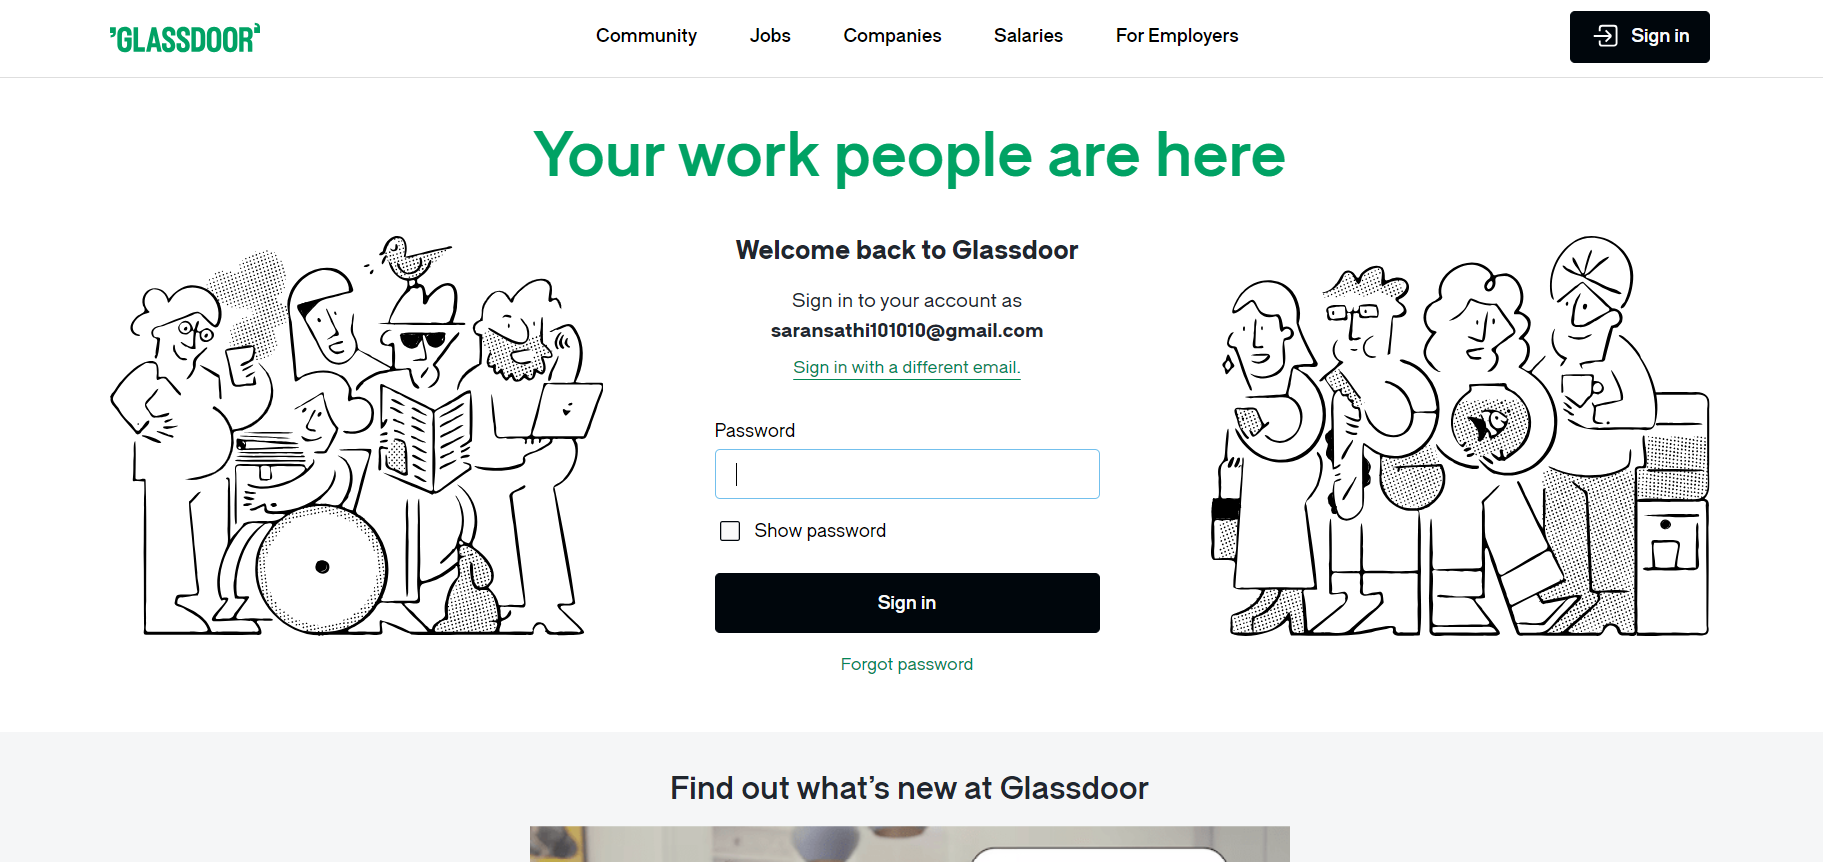 GLASSDOOR
Community
Jobs
Companies
Salaries
For Employers
Sign in
Your work people are here
Welcome back to Glassdoor
Sign in to your account as
saransathi101010@gmail.com
Sign in with a different email.
Password
Show password
Sign in
Forgot password
Find out what’s new at Glassdoor